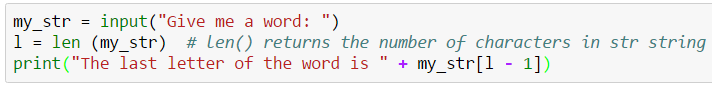 my_str = input("Give me a word: ")
l = len (my_str)  # len() returns the number of characters in str string
print("The last letter of the word is " + my_str[l - 1])